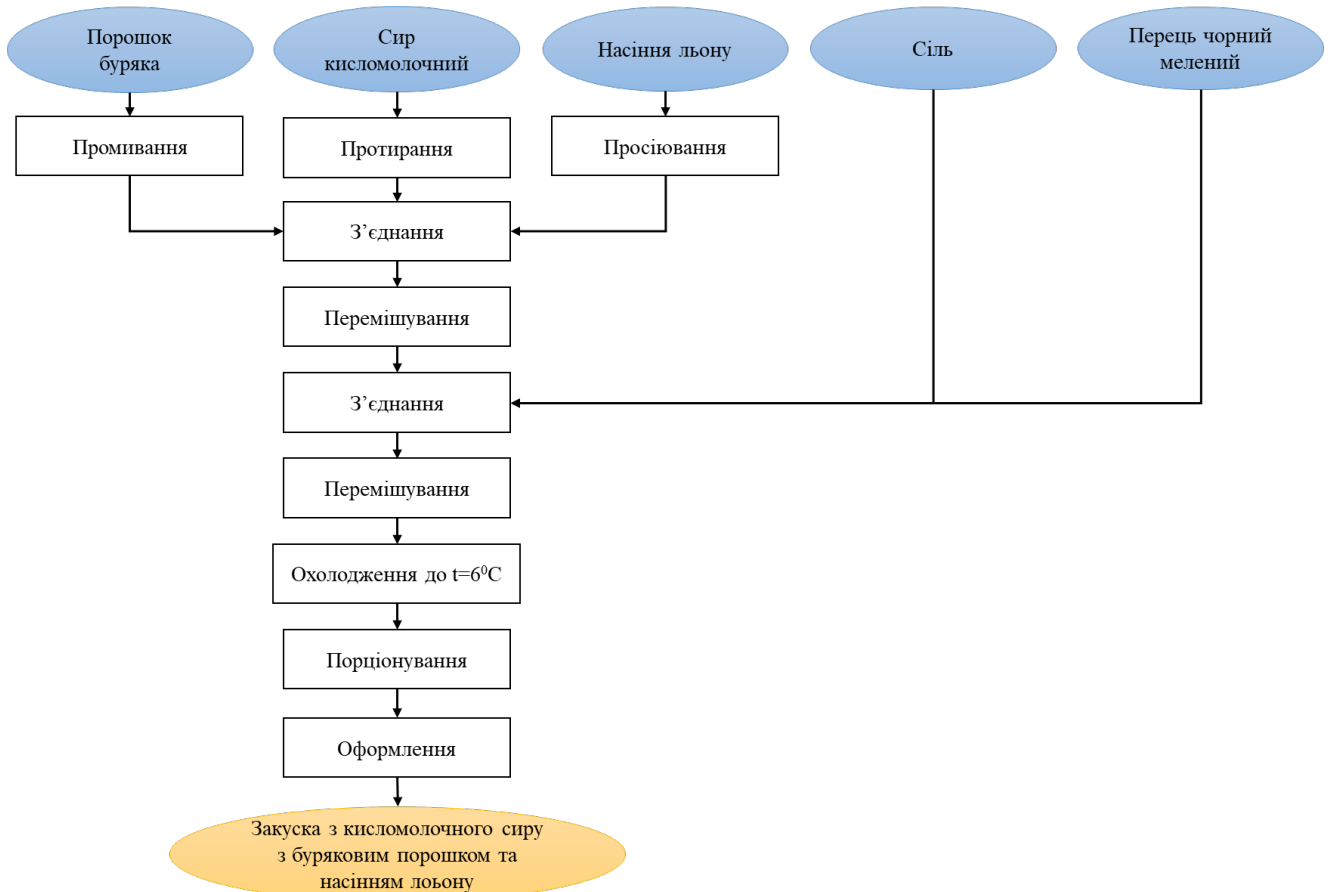 Порошок
буряка
Сир
кисломолочний
Насіння льону
Сіль
Перець чорний
мелений
Промивання
Протирання
Просіювання
З’єднання
Перемішування
З’єднання
Перемішування
Охолодження до t=6⁰С
Порціонування
Оформлення
Закуска з кисломолочного сиру
з буряковим порошком та
насінням лоьону